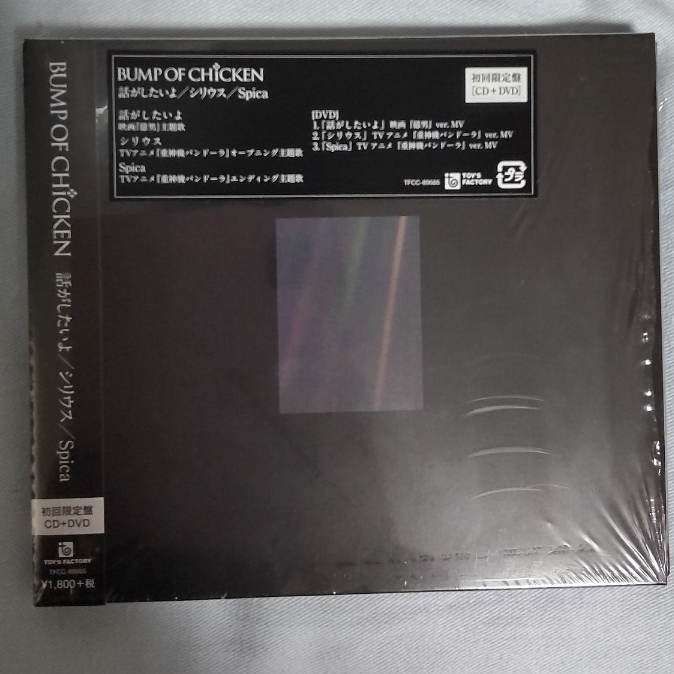 BUMP OF CHICKEN 話がしたいよ/シリウス/Spica
初回限定盤
CD+DVD
TOY'S FACTORY
TFCC-89665
¥1,800+税
BUMP OF CHICKEN
話がしたいよ/シリウス/Spica
初回限定盤
[CD+DVD]
話がしたいよ
映画『億男』主題歌
シリウス
TVアニメ『重神機パンドーラ』オープニング主題歌
Spica
TVアニメ『重神機パンドーラ』エンディング主題歌
[DVD]
1.「話がしたいよ」映画『億男』ver. MV
2.「シリウス」TVアニメ『重神機パンドーラ』ver. MV
3.「Spica」TVアニメ『重神機パンドーラ』ver. MV
TFCC-89665
TOY'S
FACTORY
プラ